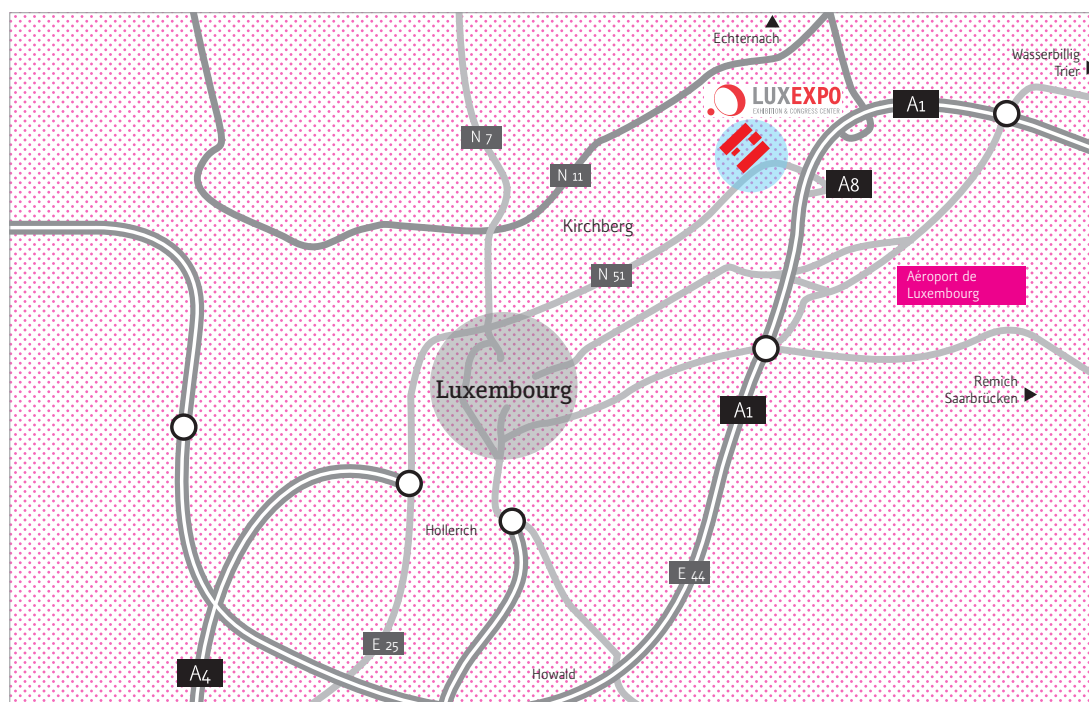 Echternach
Wasserbillig
Trier
LUXEXPO
EXHIBITION & CONGRESS CENTER
A1
N 7
N 11
A8
Kirchberg
N 51
Aéroport de
Luxembourg
Luxembourg
Remich
Saarbrücken
A1
Hollerich
E 44
E 25
A4
Howald